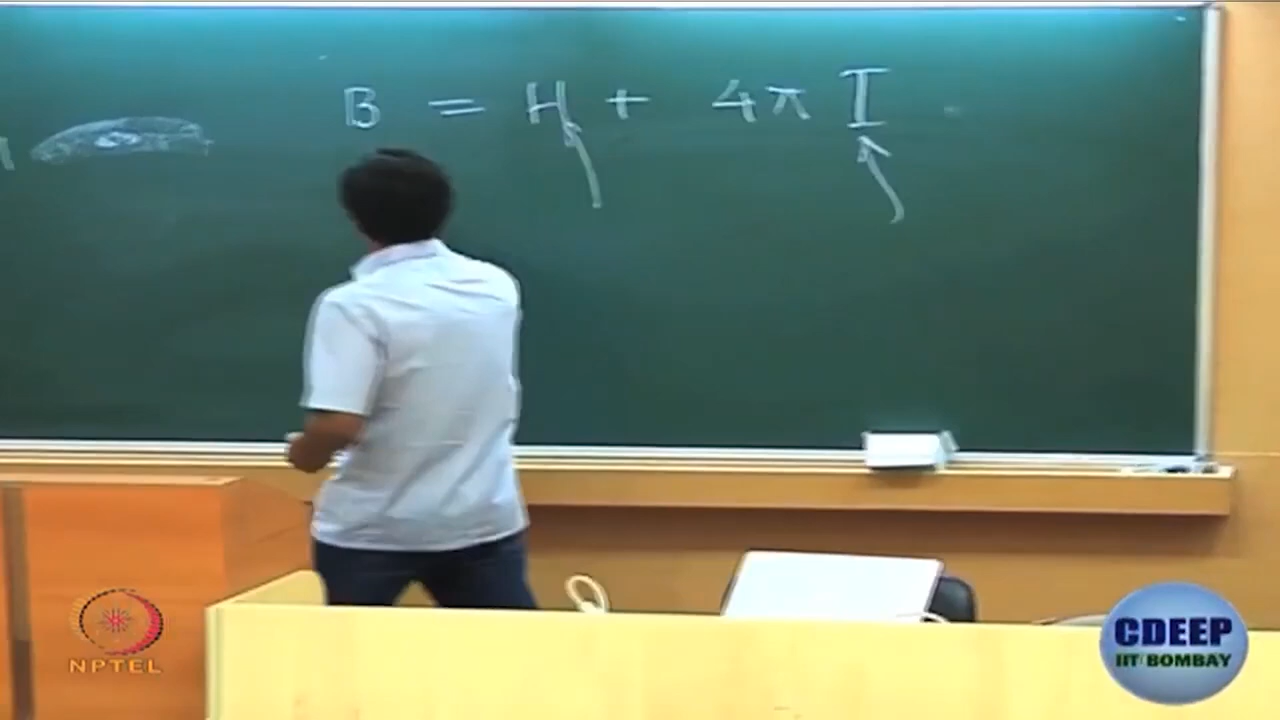 B = H + 4π I
NPTEL
CDEEP
IIT BOMBAY